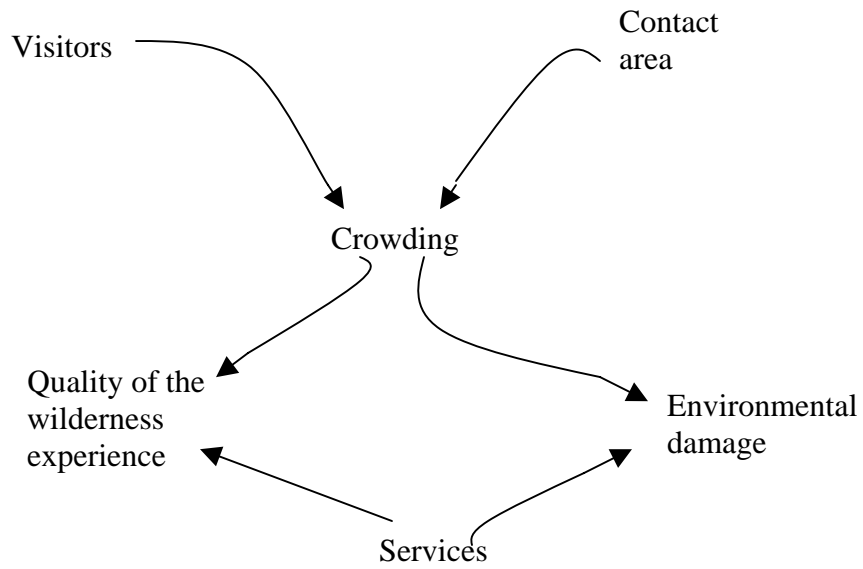 Visitors
Contact
area
Crowding
Quality of the
wilderness
experience
Environmental
damage
Services